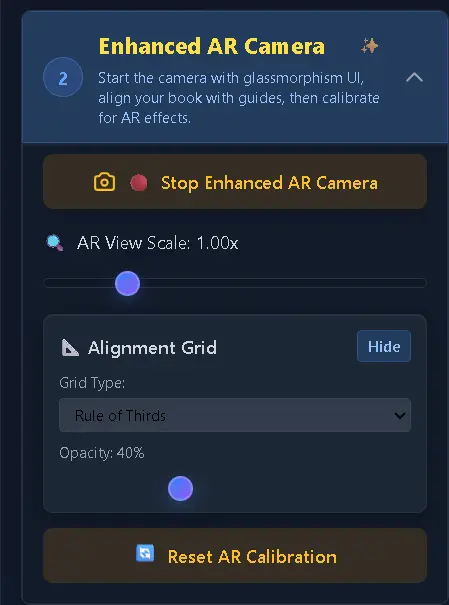 Enhanced AR Camera
2
Start the camera with glassmorphism UI,
align your book with guides, then calibrate
for AR effects.
Stop Enhanced AR Camera
AR View Scale: 1.00x
Alignment Grid
Hide
Grid Type:
Rule of Thirds
Opacity: 40%
Reset AR Calibration